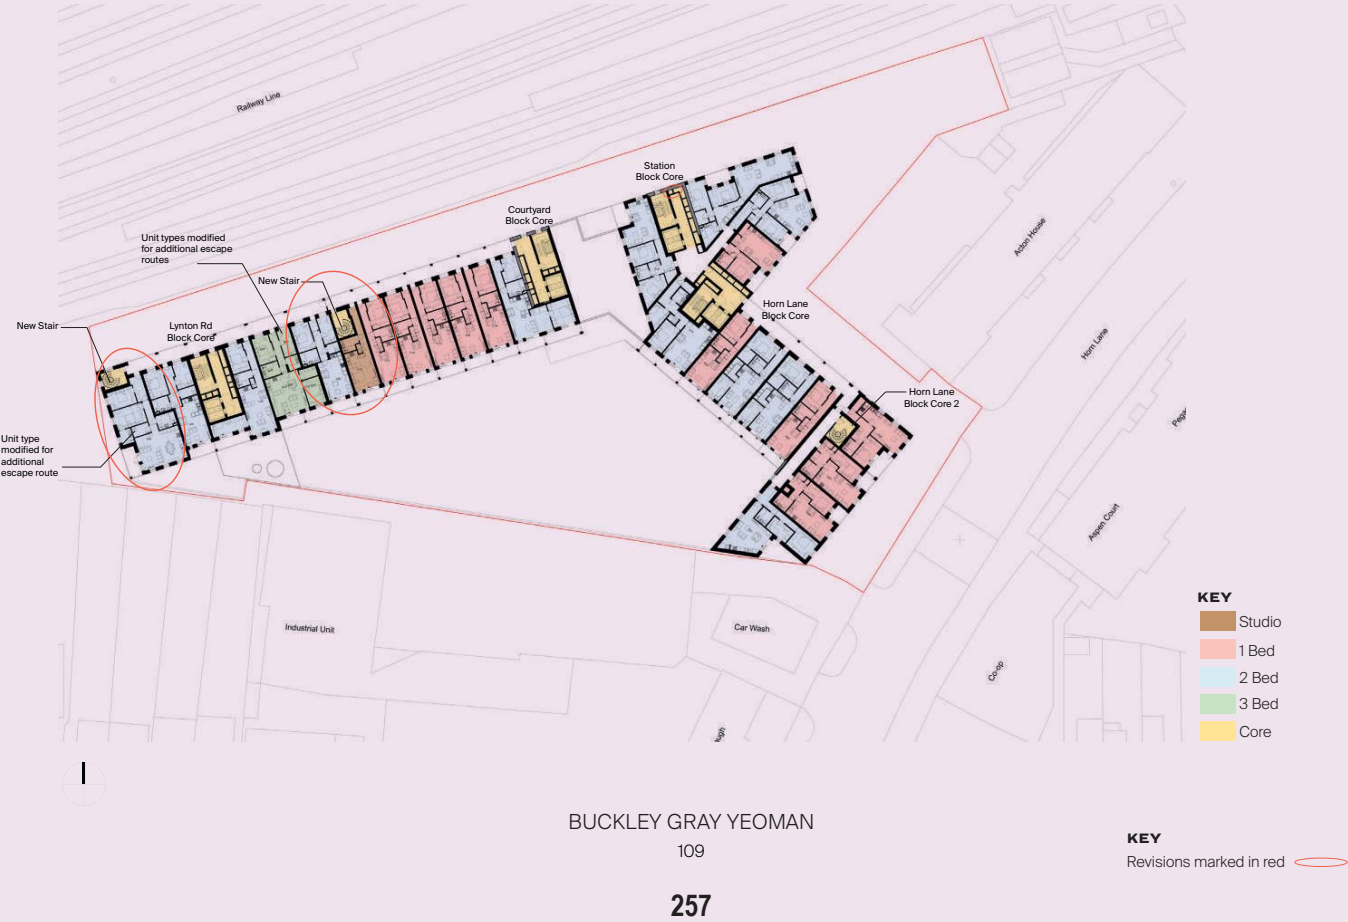 Railway Line
Station
Block Core
Courtyard
Block Core
Unit types modified
for additional escape
routes
Acton House
New Stair
Horn Lane
Block Core
New Stair
Lynton Rd
Block Core
Horn Lane
Horn Lane
Block Core 2
Unit type
modified for
additional
escape route
Aspen Court
KEY
Studio
1 Bed
2 Bed
3 Bed
Core
Industrial Unit
Car Wash
Co-op
BUCKLEY GRAY YEOMAN
109
KEY
Revisions marked in red
257